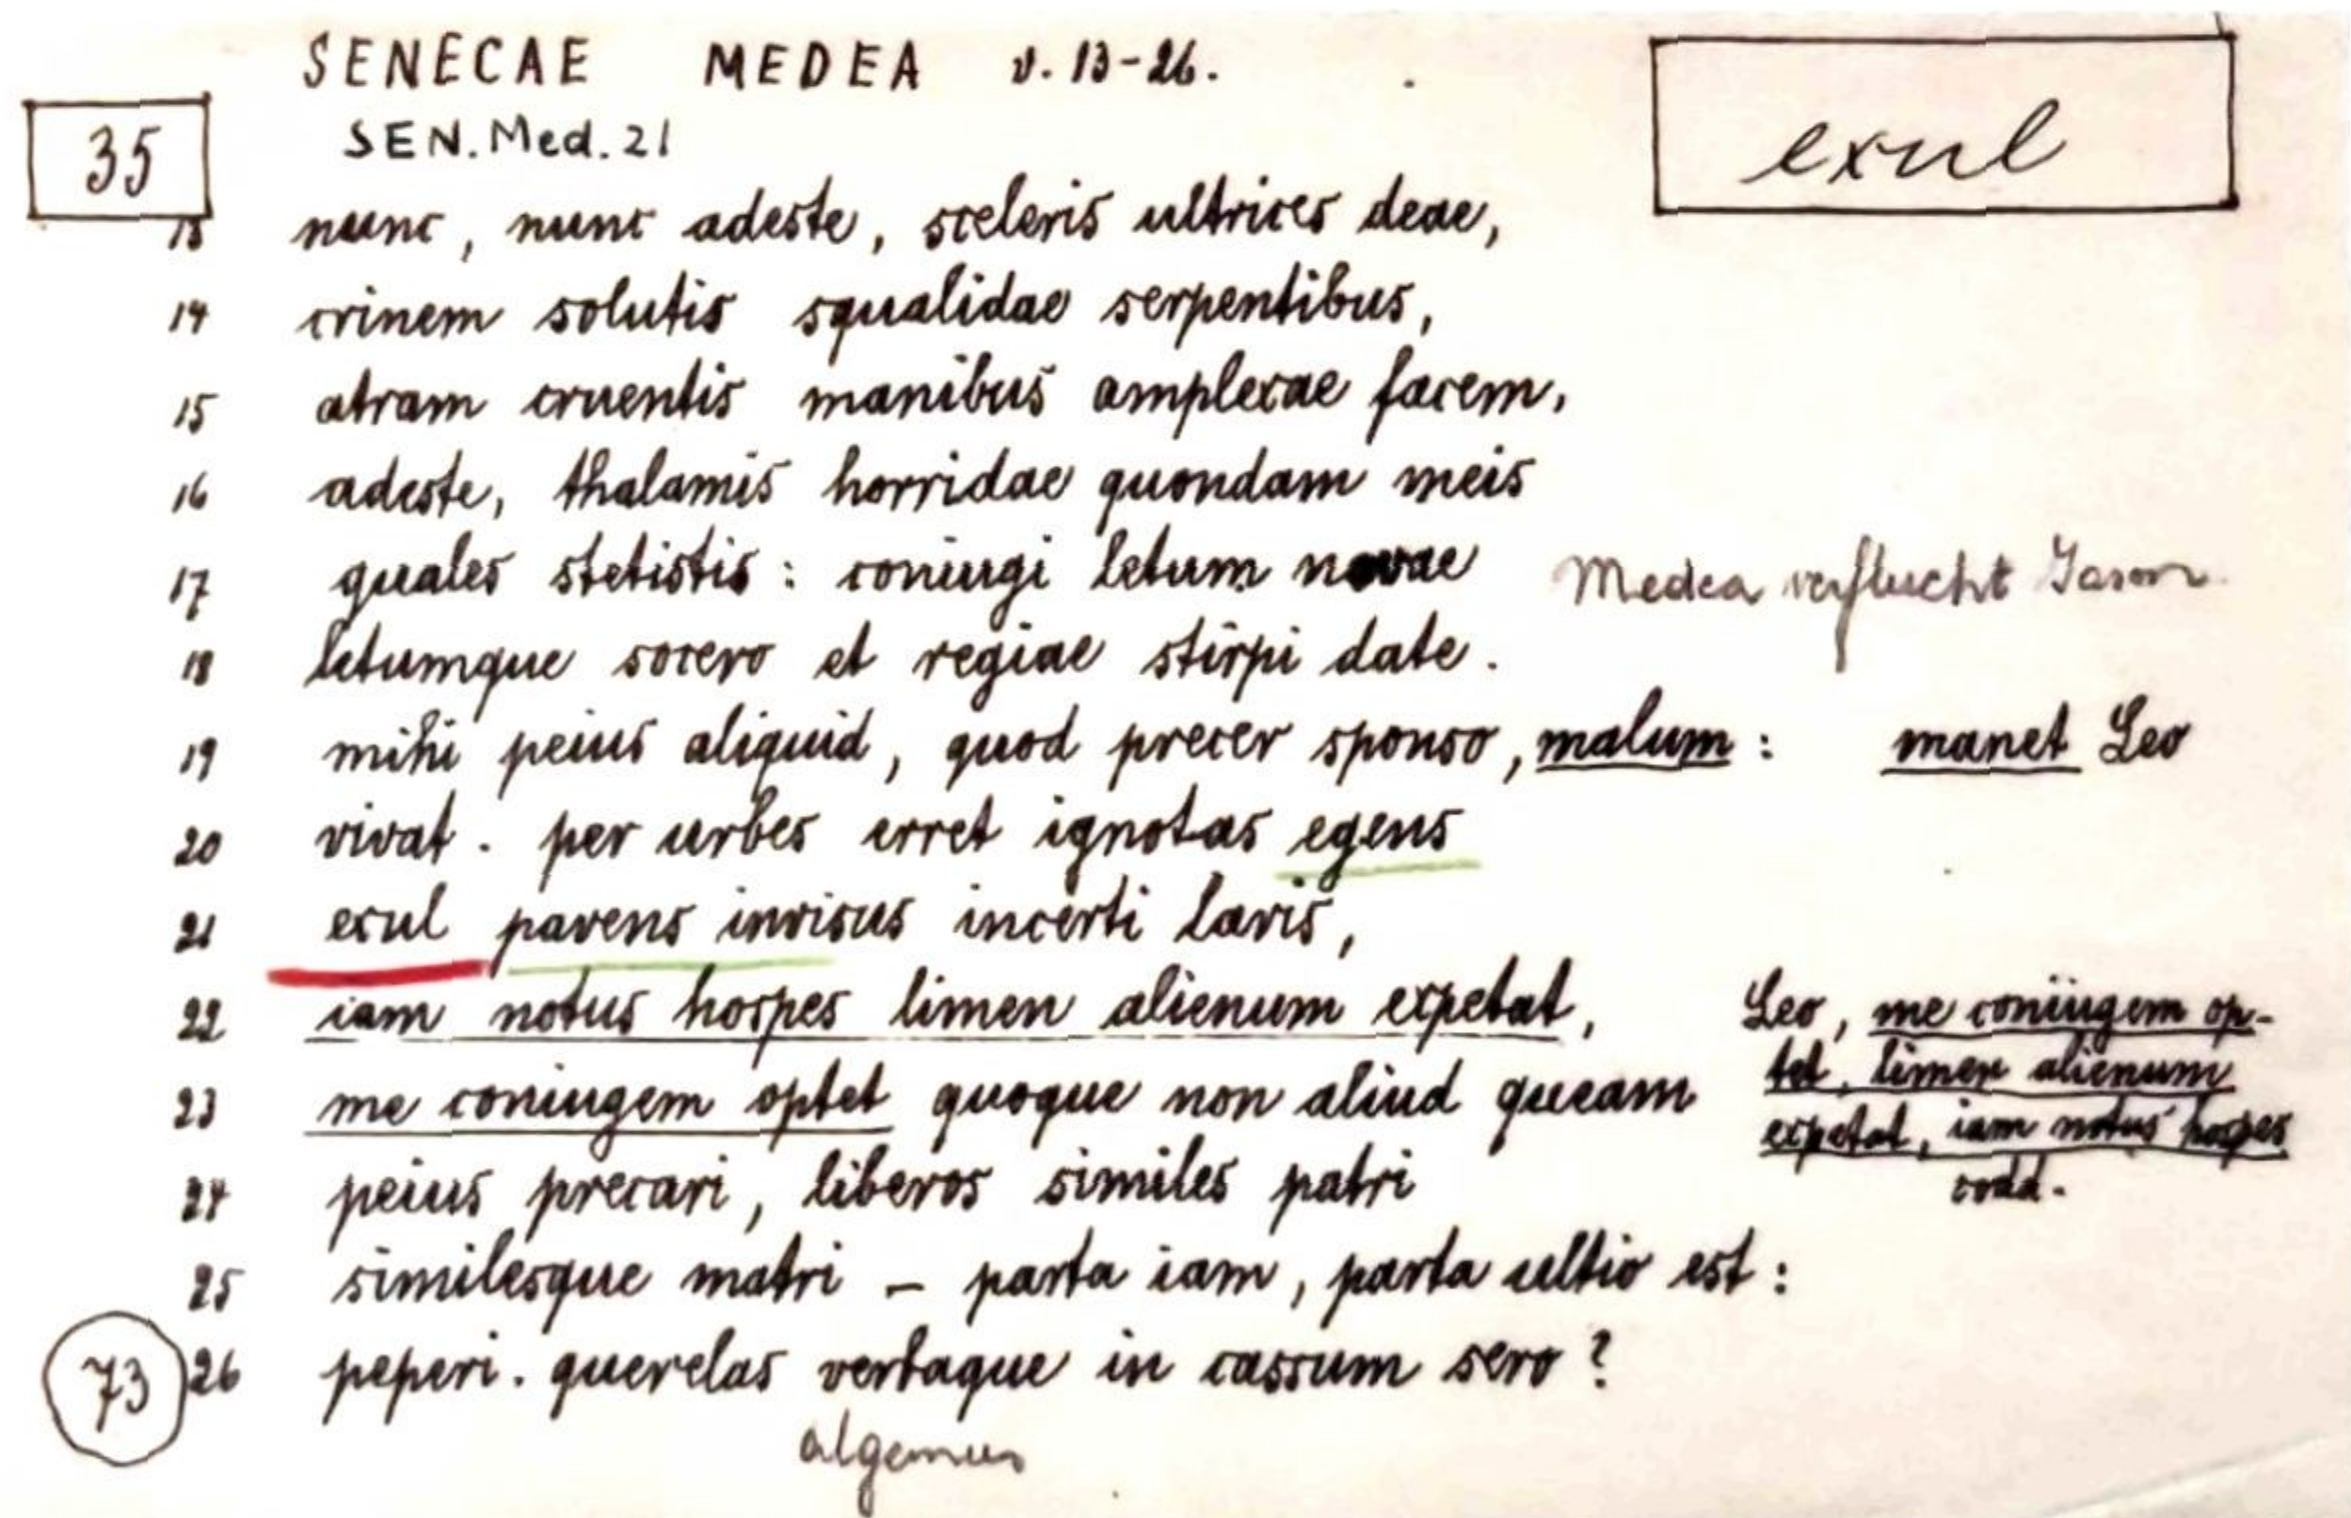 SENECAE MEDEA v. 13-26.
35
SEN. Med. 21
exul
13 nunc, nunc adeste, sceleris ultrices deae,
14 crinem solutis squalidae serpentibus,
15 atram cruentis manibus amplexae facem,
16 adeste, thalamis horridae quondam meis
17 quales stetistis: coniugi letum novae
Medea verflucht Jason
18 letumque socero et regiae stirpi date.
19 mihi peius aliquid, quod precer sponso, malum: manet Leo
20 vivat. per urbes erret ignotas egens
21 exul pavens invisus incerti laris,
22 iam notus hospes limen alienum expetat,
Leo, me coniugem op-
23 me coniugem optet quoque non aliud queam
tet, limen alienum
expetat, iam notus hospes
24 peius precari, liberos similes patri
codd.
25 similesque matri – parta iam, parta ultio est:
73 26 peperi. querelas verbaque in cassum sero?